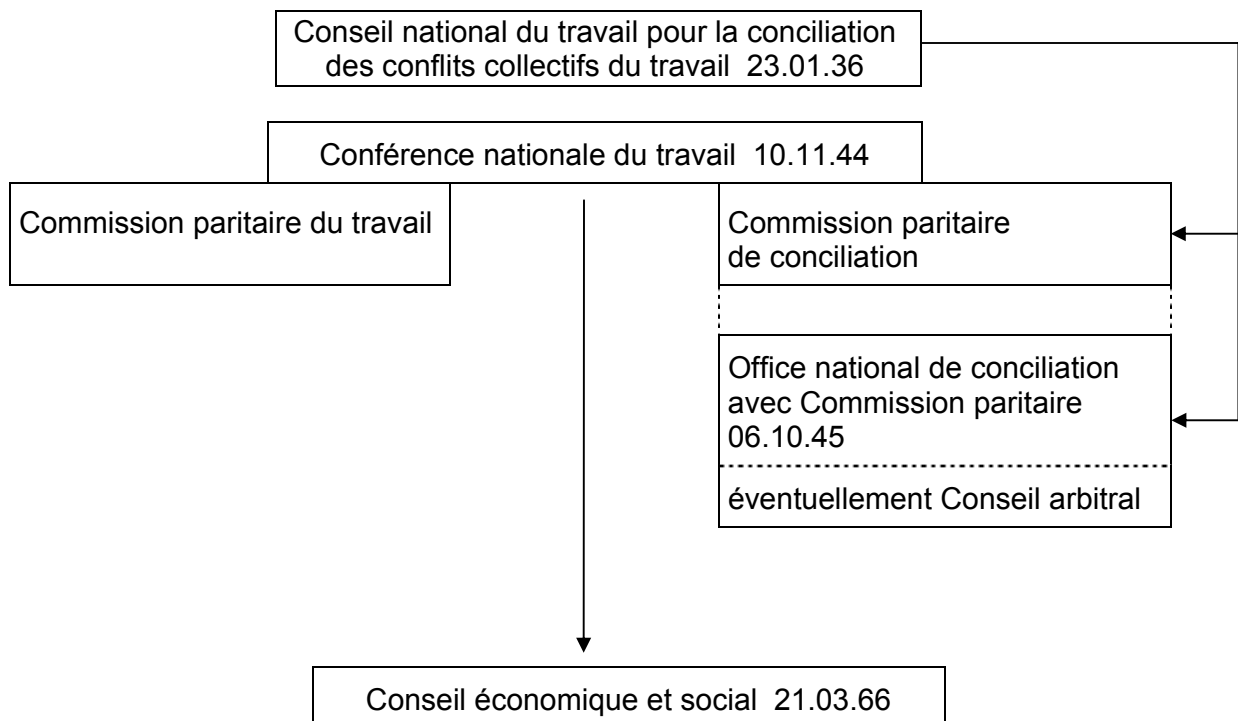 Conseil national du travail pour la conciliation
des conflits collectifs du travail 23.01.36
Conférence nationale du travail 10.11.44
Commission paritaire du travail
Commission paritaire
de conciliation
Office national de conciliation
avec Commission paritaire
06.10.45
éventuellement Conseil arbitral
Conseil économique et social 21.03.66